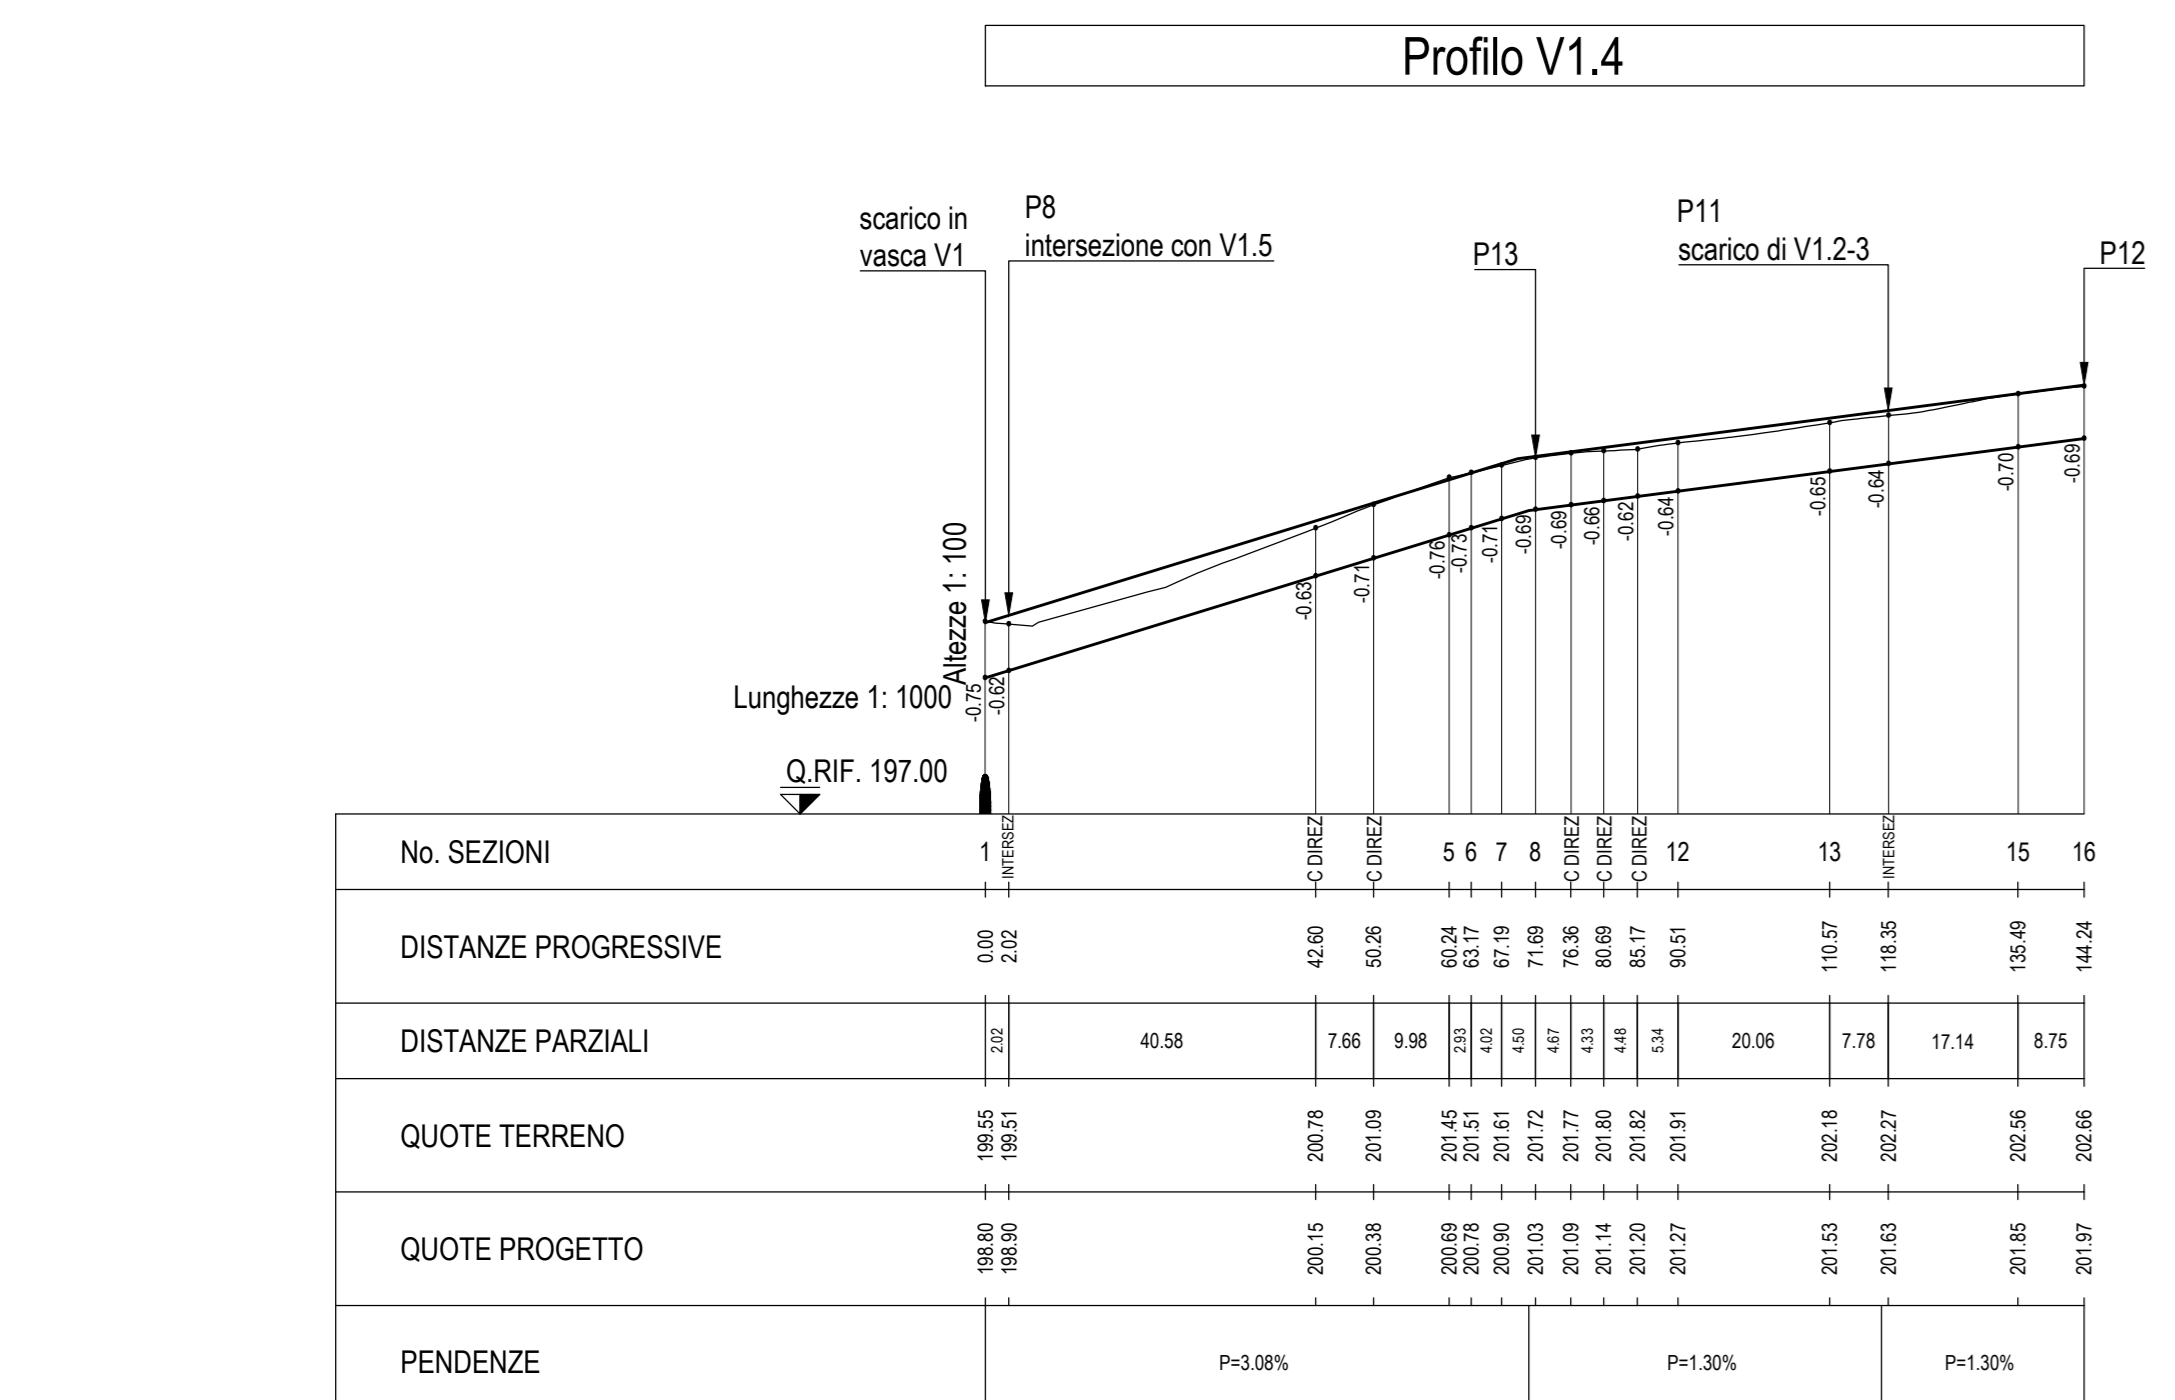 Profilo V1.4
scarico in
vasca V1
P8
intersezione con V1.5
P13
P11
scarico di V1.2-3
P12
Altezze 1: 100
Lunghezze 1: 1000
-0.75 -0.62 -0.63 -0.71 -0.76 -0.73 -0.71 -0.69 -0.69 -0.66 -0.62 -0.64 -0.65 -0.64 -0.70 -0.69
Q.RIF. 197.00
No. SEZIONI 1 INTERSEZ C DIREZ C DIREZ 5 6 7 8 C DIREZ C DIREZ C DIREZ 12 13 INTERSEZ 15 16
DISTANZE PROGRESSIVE 0.00 2.02 42.60 50.26 60.24 63.17 67.19 71.69 76.36 80.69 85.17 90.51 110.57 118.35 135.49 144.24
DISTANZE PARZIALI 2.02 40.58 7.66 9.98 2.93 4.02 4.50 4.67 4.33 4.48 5.34 20.06 7.78 17.14 8.75
QUOTE TERRENO 199.55 199.51 200.78 201.09 201.45 201.51 201.61 201.72 201.77 201.80 201.82 201.91 202.18 202.27 202.56 202.66
QUOTE PROGETTO 198.80 198.90 200.15 200.38 200.69 200.78 200.90 201.03 201.09 201.14 201.20 201.27 201.53 201.63 201.85 201.97
PENDENZE P=3.08% P=1.30% P=1.30%